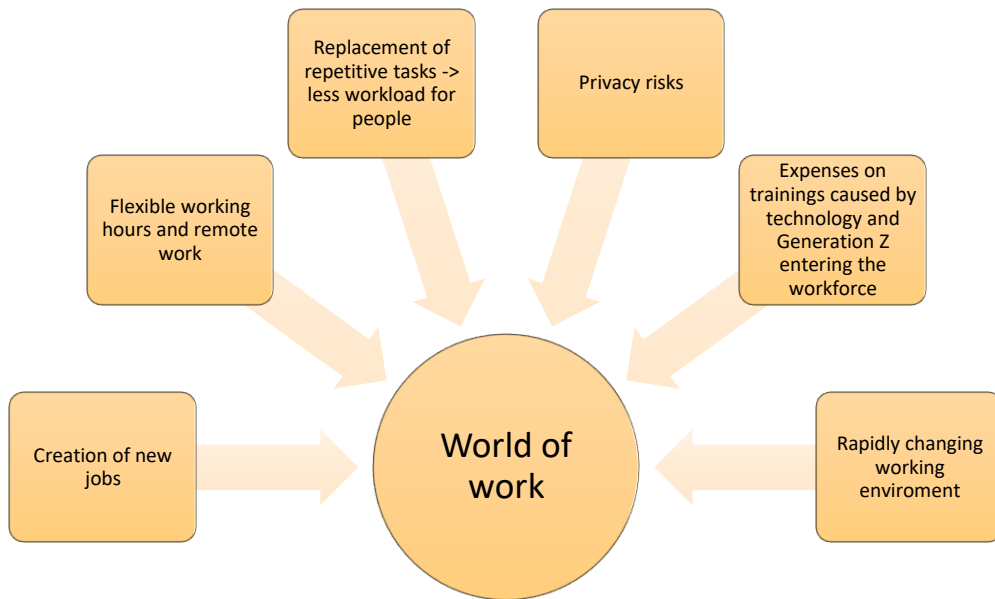 Replacement of
repetitive tasks ->
less workload for
people
Privacy risks
Flexible working
hours and remote
work
Expenses on
trainings caused by
technology and
Generation Z
entering the
workforce
Creation of new
jobs
World of
work
Rapidly changing
working
enviroment